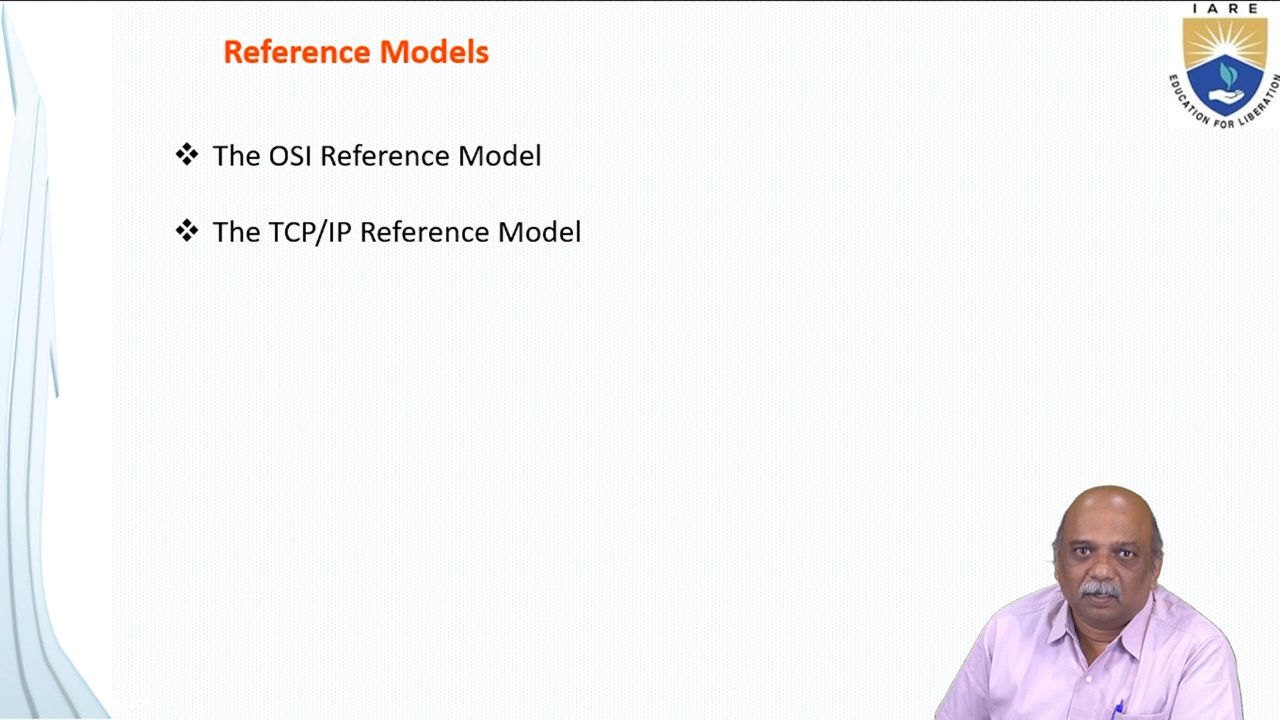 IARE
Reference Models
EDUCATION FOR LIBERATION
The OSI Reference Model
The TCP/IP Reference Model